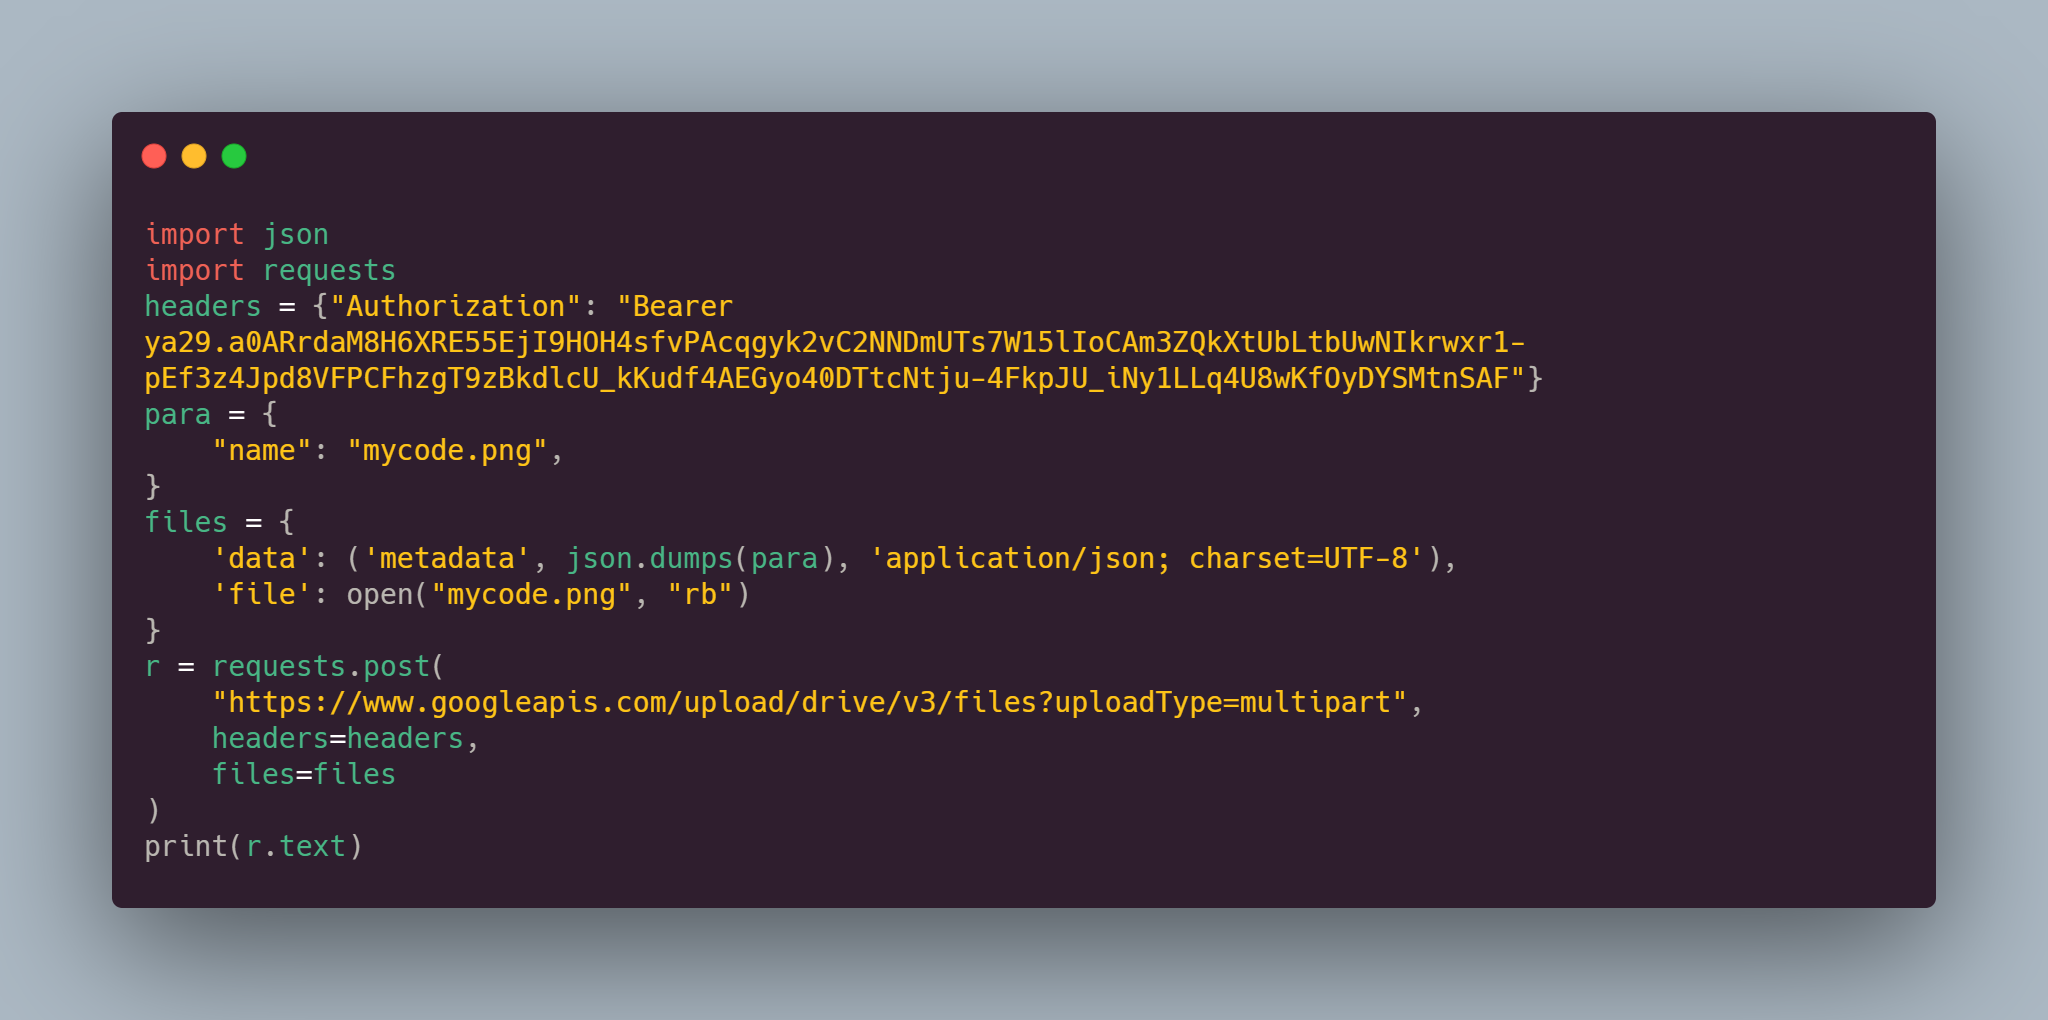 import json
import requests
headers = {"Authorization": "Bearer
ya29.a0ARrdaM8H6XRE55EjI9HOH4sfvPAcqgyk2vC2NNDmUTs7W15lIoCAm3ZQkXtUbLtbUwNIkrwxr1-
pEf3z4Jpd8VFPCFhzgT9zBkdlcU_kKudf4AEGyo40DTtcNtju-4FkpJU_iNy1LLq4U8wKfOyDYSMtnSAF"}
para = {
    "name": "mycode.png",
}
files = {
    'data': ('metadata', json.dumps(para), 'application/json; charset=UTF-8'),
    'file': open("mycode.png", "rb")
}
r = requests.post(
    "https://www.googleapis.com/upload/drive/v3/files?uploadType=multipart",
    headers=headers,
    files=files
)
print(r.text)